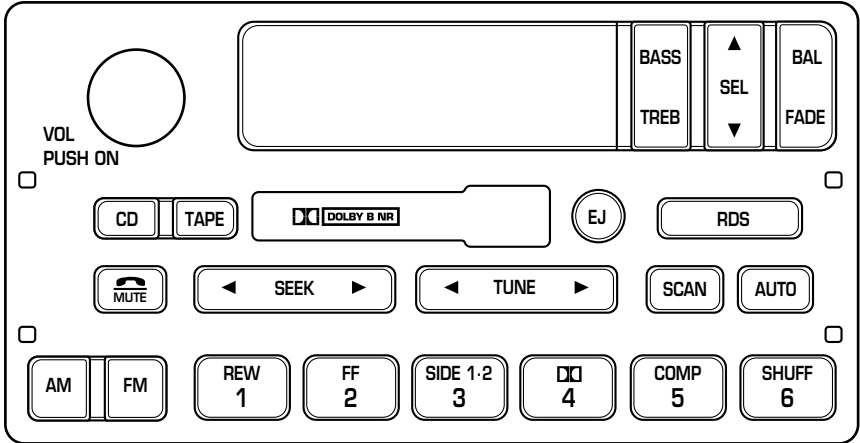 BASS
TREB
SEL
BAL
FADE
VOL
PUSH ON
CD
TAPE
DOLBY B NR
EJ
RDS
MUTE
SEEK
TUNE
SCAN
AUTO
AM
FM
REW
1
FF
2
SIDE 1·2
3
4
COMP
5
SHUFF
6